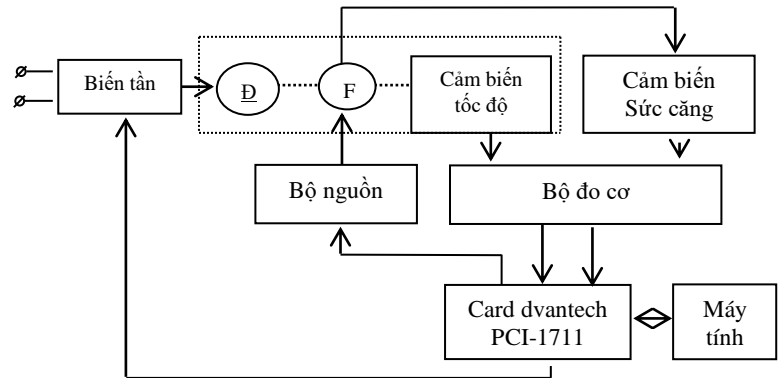 Biến tần
Đ
F
Cảm biến
tốc độ
Cảm biến
Sức căng
Bộ nguồn
Bộ đo cơ
Card dvantech
PCI-1711
Máy
tính